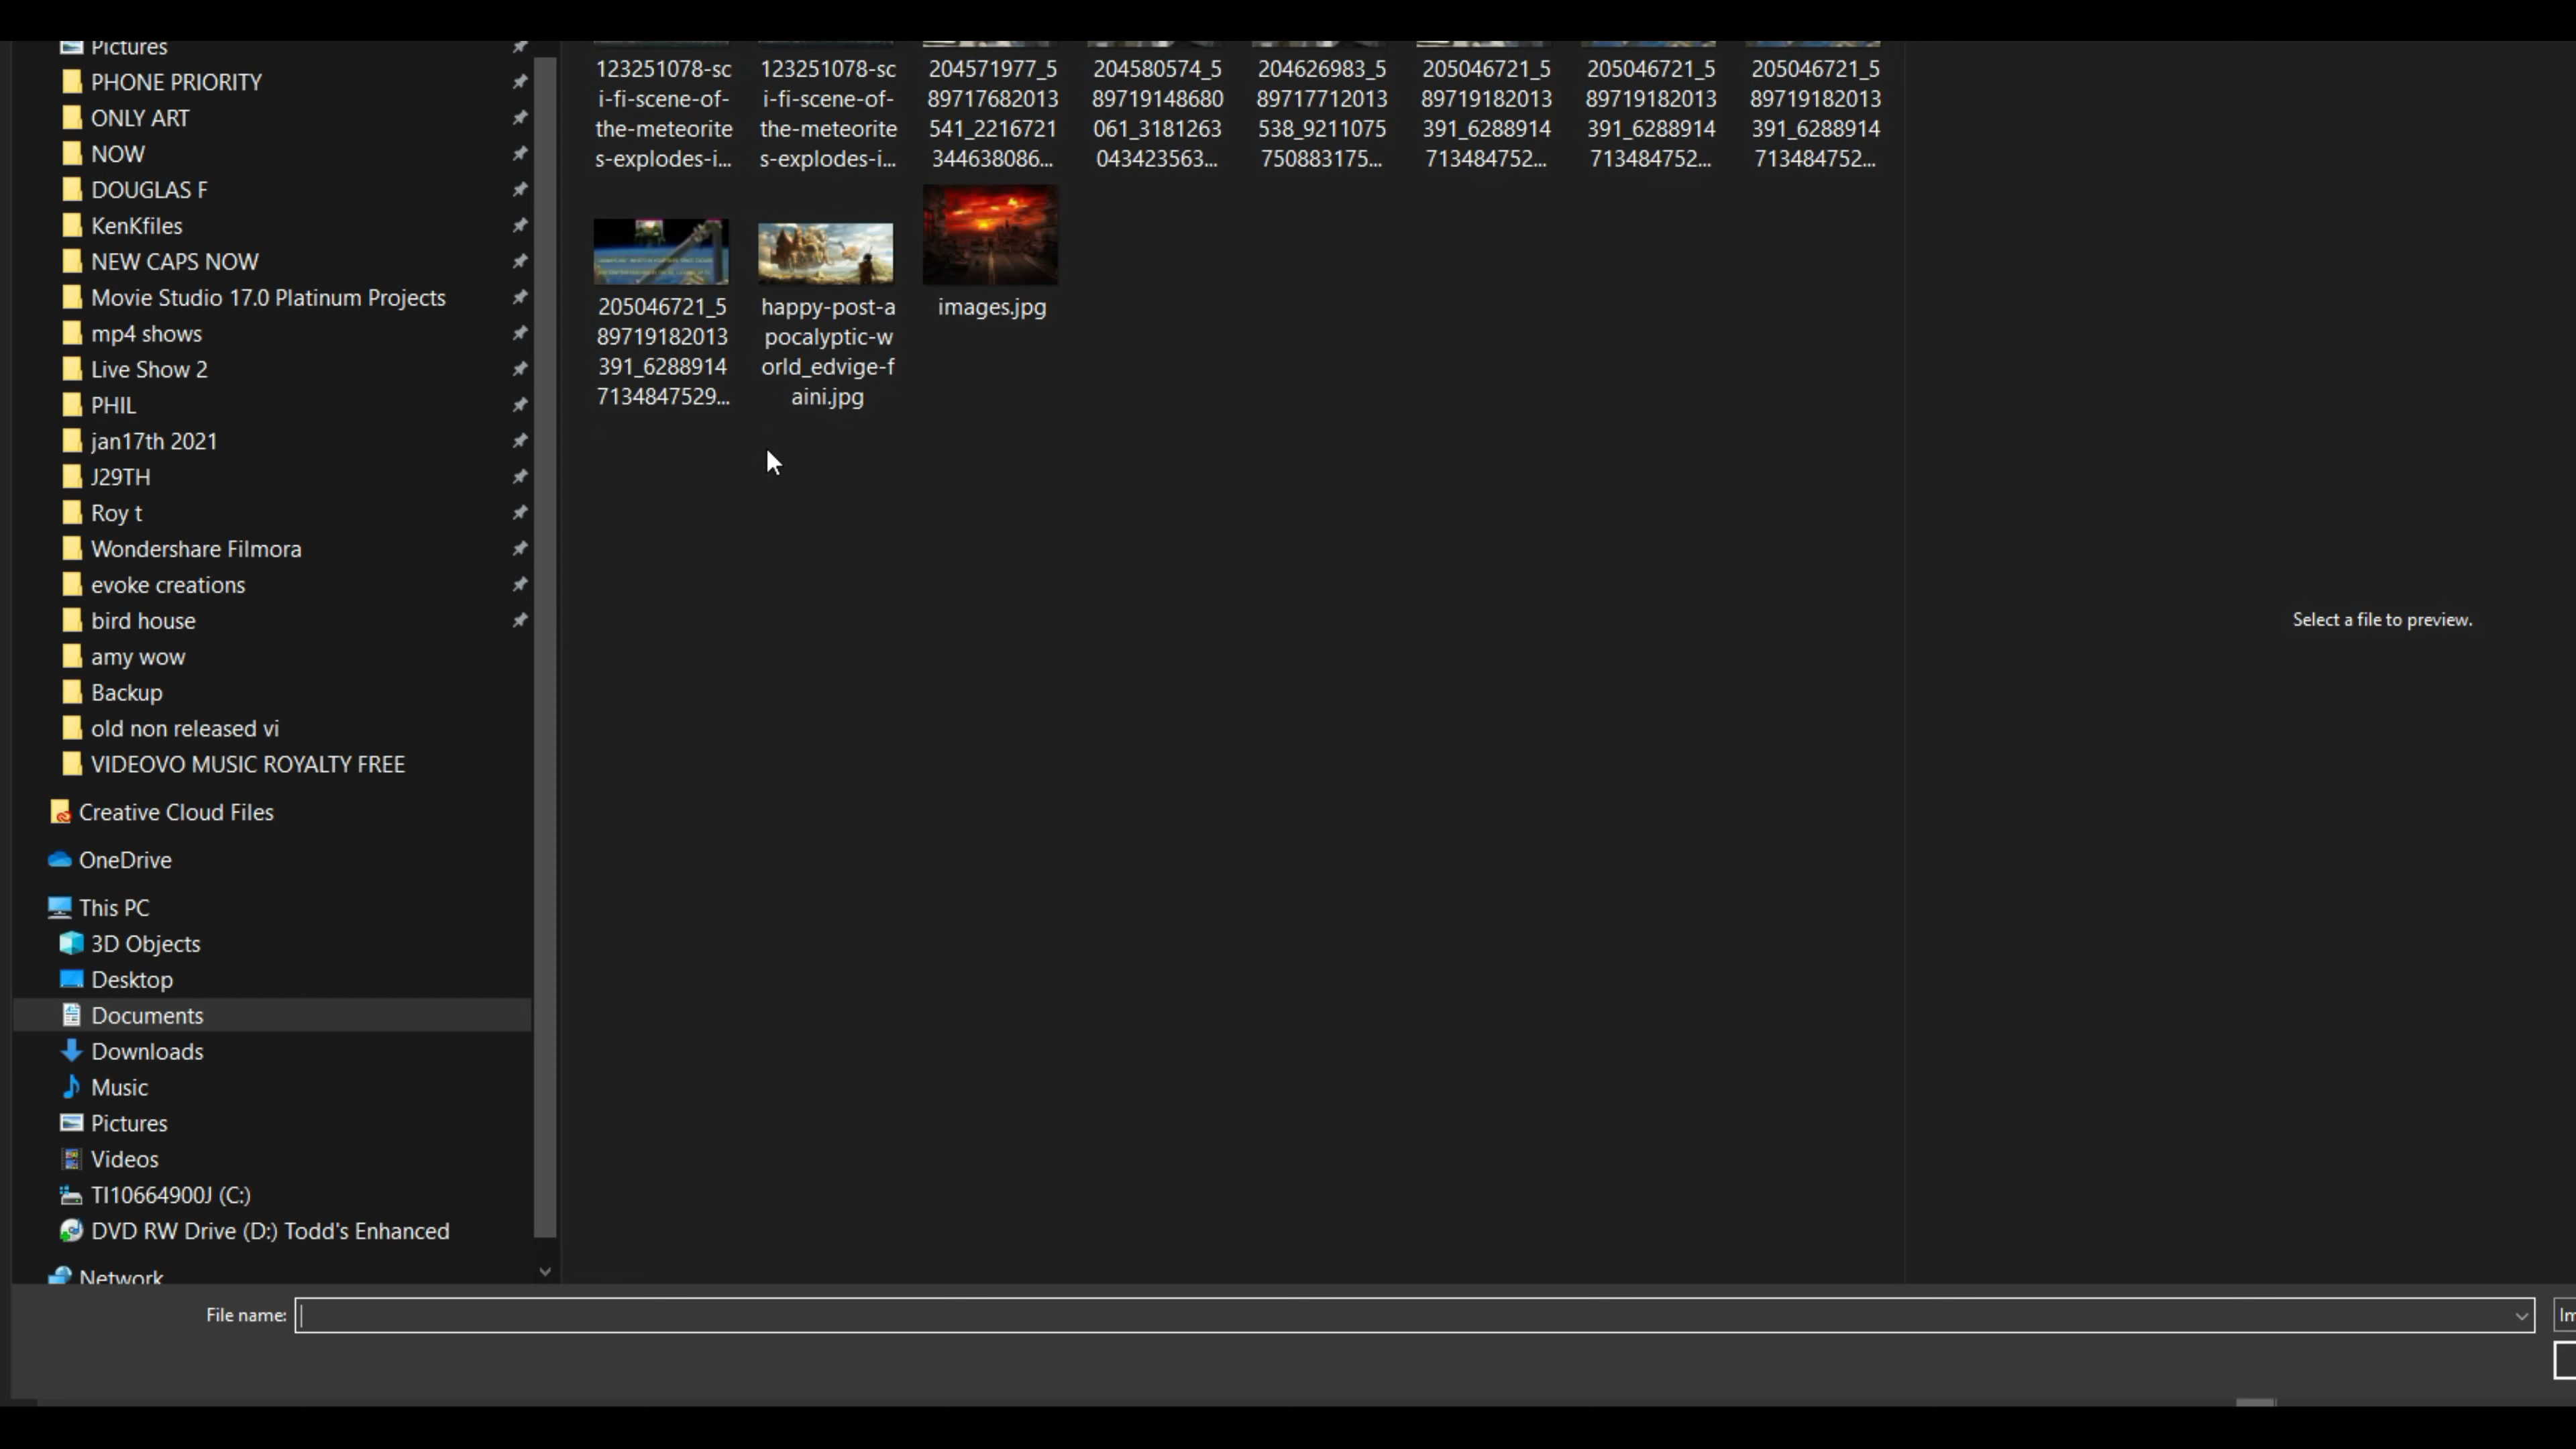 Pictures
PHONE PRIORITY
ONLY ART
NOW
DOUGLAS F
KenKfiles
NEW CAPS NOW
Movie Studio 17.0 Platinum Projects
mp4 shows
Live Show 2
PHIL
jan17th 2021
J29TH
Roy t
Wondershare Filmora
evoke creations
bird house
amy wow
Backup
old non released vi
VIDEOVO MUSIC ROYALTY FREE
Creative Cloud Files
OneDrive
This PC
3D Objects
Desktop
Documents
Downloads
Music
Pictures
Videos
TI10664900J (C:)
DVD RW Drive (D:) Todd's Enhanced
Network
123251078-sc
i-fi-scene-of-
the-meteorite
s-explodes-i...
123251078-sc
i-fi-scene-of-
the-meteorite
s-explodes-i...
204571977_5
89717682013
541_2216721
344638086...
204580574_5
89719148680
061_3181263
043423563...
204626983_5
89717712013
538_9211075
750883175...
205046721_5
89719182013
391_6288914
713484752...
205046721_5
89719182013
391_6288914
713484752...
205046721_5
89719182013
391_6288914
713484752...
205046721_5
89719182013
391_6288914
7134847529...
happy-post-a
pocalyptic-w
orld_edvige-f
aini.jpg
images.jpg
Select a file to preview.
File name:
Im